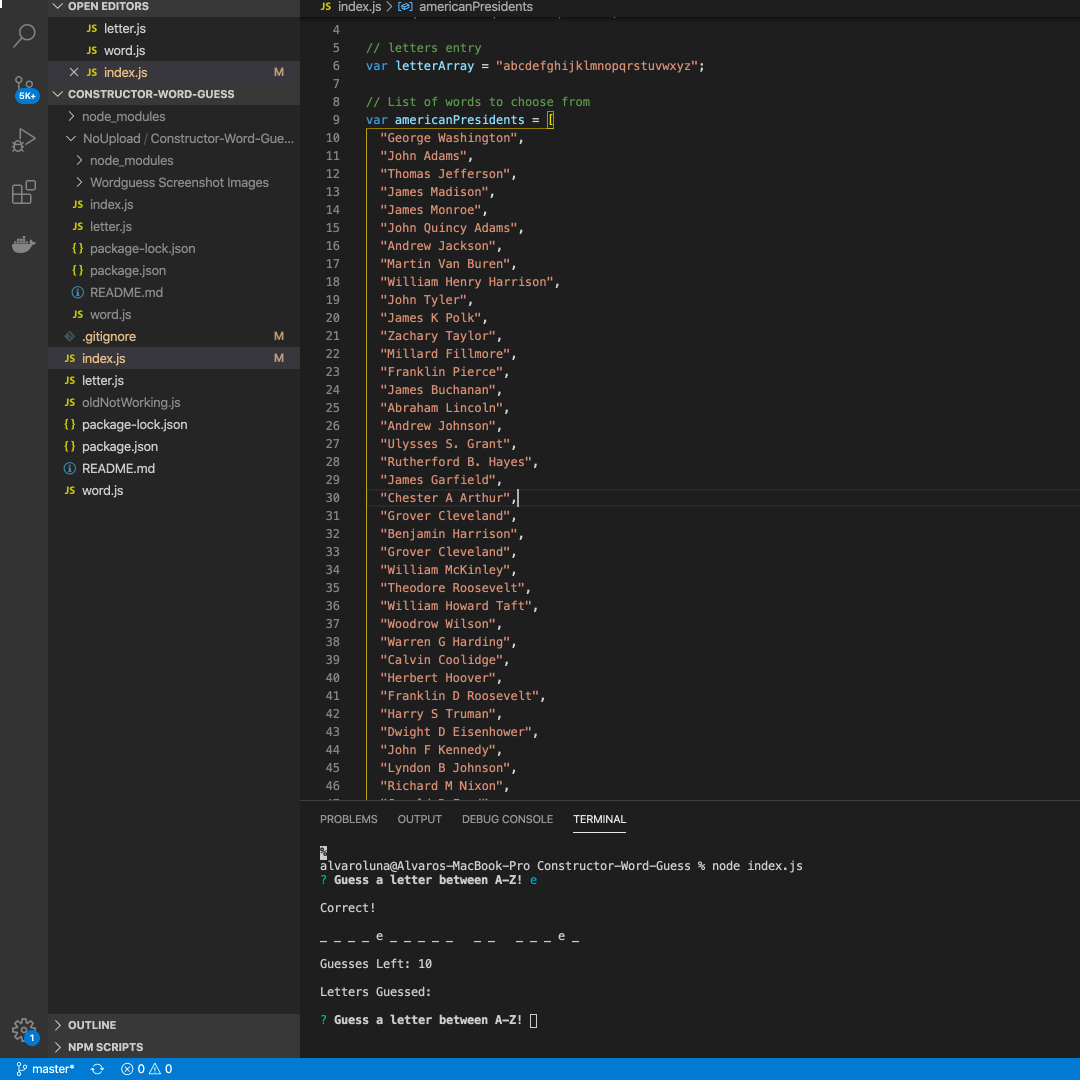 OPEN EDITORS
JS letter.js
JS word.js
JS index.js M
CONSTRUCTOR-WORD-GUESS
node_modules
NoUpload / Constructor-Word-Gue...
node_modules
Wordguess Screenshot Images
JS index.js
JS letter.js
{} package-lock.json
{} package.json
README.md
JS word.js
.gitignore M
JS index.js M
JS letter.js
JS oldNotWorking.js
{} package-lock.json
{} package.json
README.md
JS word.js
OUTLINE
NPM SCRIPTS
5K+
1
JS index.js > americanPresidents
4
5 // letters entry
6 var letterArray = "abcdefghijklmnopqrstuvwxyz";
7
8 // List of words to choose from
9 var americanPresidents = [
10 "George Washington",
11 "John Adams",
12 "Thomas Jefferson",
13 "James Madison",
14 "James Monroe",
15 "John Quincy Adams",
16 "Andrew Jackson",
17 "Martin Van Buren",
18 "William Henry Harrison",
19 "John Tyler",
20 "James K Polk",
21 "Zachary Taylor",
22 "Millard Fillmore",
23 "Franklin Pierce",
24 "James Buchanan",
25 "Abraham Lincoln",
26 "Andrew Johnson",
27 "Ulysses S. Grant",
28 "Rutherford B. Hayes",
29 "James Garfield",
30 "Chester A Arthur",
31 "Grover Cleveland",
32 "Benjamin Harrison",
33 "Grover Cleveland",
34 "William McKinley",
35 "Theodore Roosevelt",
36 "William Howard Taft",
37 "Woodrow Wilson",
38 "Warren G Harding",
39 "Calvin Coolidge",
40 "Herbert Hoover",
41 "Franklin D Roosevelt",
42 "Harry S Truman",
43 "Dwight D Eisenhower",
44 "John F Kennedy",
45 "Lyndon B Johnson",
46 "Richard M Nixon",
PROBLEMS OUTPUT DEBUG CONSOLE TERMINAL
%
alvaroluna@Alvaros-MacBook-Pro Constructor-Word-Guess % node index.js
? Guess a letter between A-Z! e
Correct!
_ _ _ _ e _ _ _ _ _   _ _   _ _ _ e _
Guesses Left: 10
Letters Guessed:
? Guess a letter between A-Z!
master* 0 0